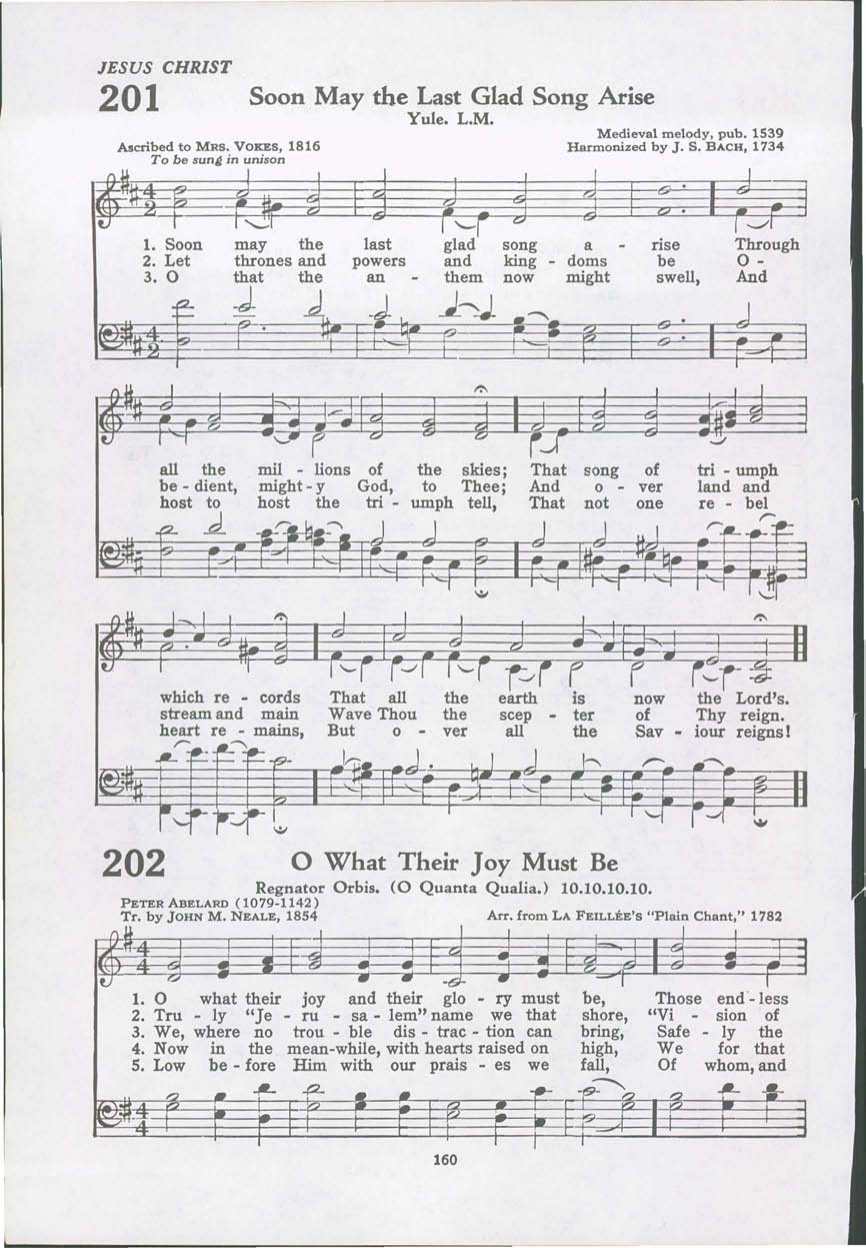 JESUS CHRIST
201 Soon May the Last Glad Song Arise
Yule. L.M.
Medieval melody, pub. 1539
Ascribed to MRS. VOKES, 1816 Harmonized by J. S. BACH, 1734
To be sung in unison
4
2
1. Soon may the last glad song a - rise Through
2. Let thrones and powers and king - doms be O -
3. O that the an - them now might swell, And
4
2
all the mil - lions of the skies; That song of tri - umph
be - dient, might - y God, to Thee; And o - ver land and
host to host the tri - umph tell, That not one re - bel
which re - cords That all the earth is now the Lord's.
stream and main Wave Thou the scep - ter of Thy reign.
heart re - mains, But o - ver all the Sav - iour reigns!
202 O What Their Joy Must Be
Regnator Orbis. (O Quanta Qualia.) 10.10.10.10.
PETER ABELARD (1079-1142)
Tr. by JOHN M. NEALE, 1854 Arr. from LA FEILLÉE'S "Plain Chant," 1782
4
4
1. O what their joy and their glo - ry must be, Those end - less
2. Tru - ly "Je - ru - sa - lem" name we that shore, "Vi - sion of
3. We, where no trou - ble dis - trac - tion can bring, Safe - ly the
4. Now in the mean-while, with hearts raised on high, We for that
5. Low be - fore Him with our prais - es we fall, Of whom, and
4
4
160